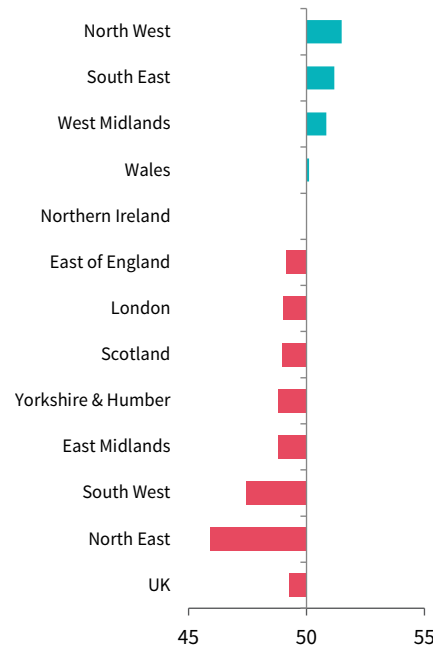 North West
South East
West Midlands
Wales
Northern Ireland
East of England
London
Scotland
Yorkshire & Humber
East Midlands
South West
North East
UK
45 50 55